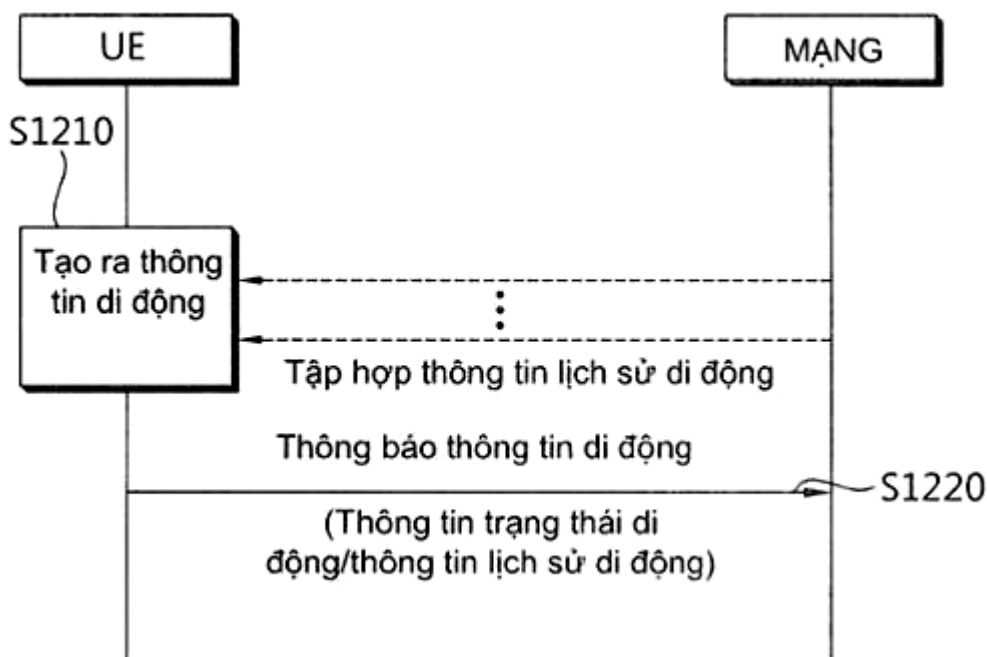 UE
MẠNG
S1210
Tạo ra thông
tin di động
Tập hợp thông tin lịch sử di động
Thông báo thông tin di động
S1220
(Thông tin trạng thái di
động/thông tin lịch sử di động)